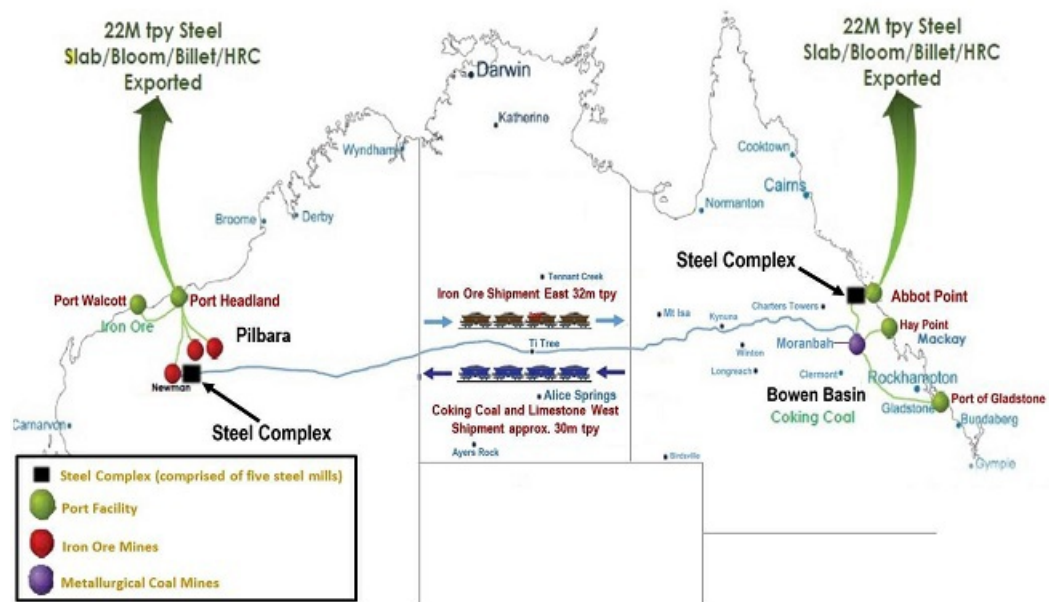 22M tpy Steel
Slab/Bloom/Billet/HRC
Exported
22M tpy Steel
Slab/Bloom/Billet/HRC
Exported
Darwin
Katherine
Wyndham
Cooktown
Cairns
Normanton
Broome
Derby
Steel Complex
Tennant Creek
Port Walcott
Port Headland
Iron Ore Shipment East 32m tpy
Abbot Point
Iron Ore
Charters Towers
Mt Isa
Kynuna
Hay Point
Mackay
Pilbara
Moranbah
Ti Tree
Winton
Longreach
Clermont
Newman
Rockhampton
Bowen Basin
Coking Coal
Alice Springs
Port of Gladstone
Gladstone
Steel Complex
Coking Coal and Limestone West
Shipment approx. 30m tpy
Bundaberg
Carnarvon
Ayers Rock
Birdsville
Gympie
Steel Complex (comprised of five steel mills)
Port Facility
Iron Ore Mines
Metallurgical Coal Mines